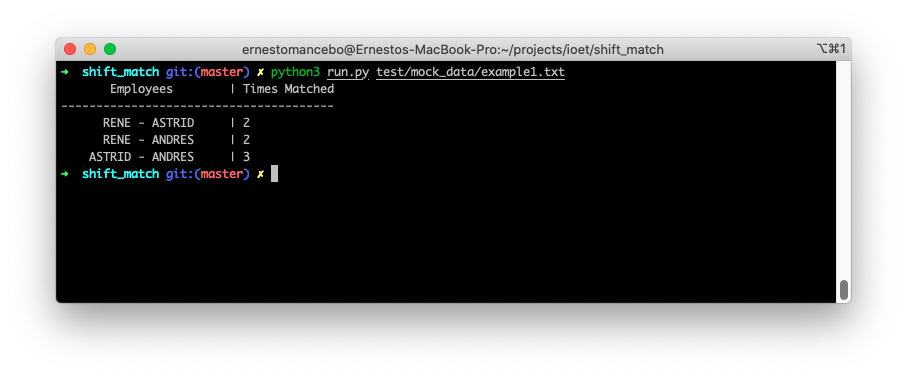 ernestomancebo@Ernestos-MacBook-Pro:~/projects/ioet/shift_match ⌥⌘1
➜ shift_match git:(master) ✗ python3 run.py test/mock_data/example1.txt
Employees | Times Matched
---------------------------------------
RENE - ASTRID | 2
RENE - ANDRES | 2
ASTRID - ANDRES | 3
➜ shift_match git:(master) ✗